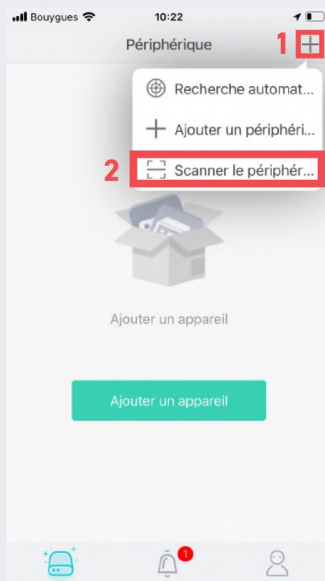 Bouygues 10:22
Périphérique 1
Recherche automat...
Ajouter un périphéri...
2 Scanner le périphér...
Ajouter un appareil
Ajouter un appareil
1